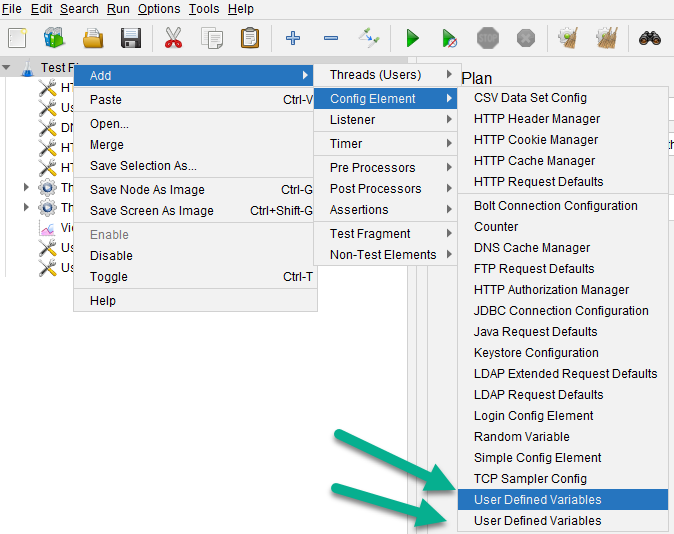 File Edit Search Run Options Tools Help
Test Pl
HT
Us
DN
HT
HT
Th
Th
Vie
Us
Us
Add
Paste Ctrl-V
Open...
Merge
Save Selection As...
Save Node As Image Ctrl-G
Save Screen As Image Ctrl+Shift-G
Enable
Disable
Toggle Ctrl-T
Help
Threads (Users)
Config Element
Listener
Timer
Pre Processors
Post Processors
Assertions
Test Fragment
Non-Test Elements
Plan
CSV Data Set Config
HTTP Header Manager
HTTP Cookie Manager
HTTP Cache Manager
HTTP Request Defaults
Bolt Connection Configuration
Counter
DNS Cache Manager
FTP Request Defaults
HTTP Authorization Manager
JDBC Connection Configuration
Java Request Defaults
Keystore Configuration
LDAP Extended Request Defaults
LDAP Request Defaults
Login Config Element
Random Variable
Simple Config Element
TCP Sampler Config
User Defined Variables
User Defined Variables